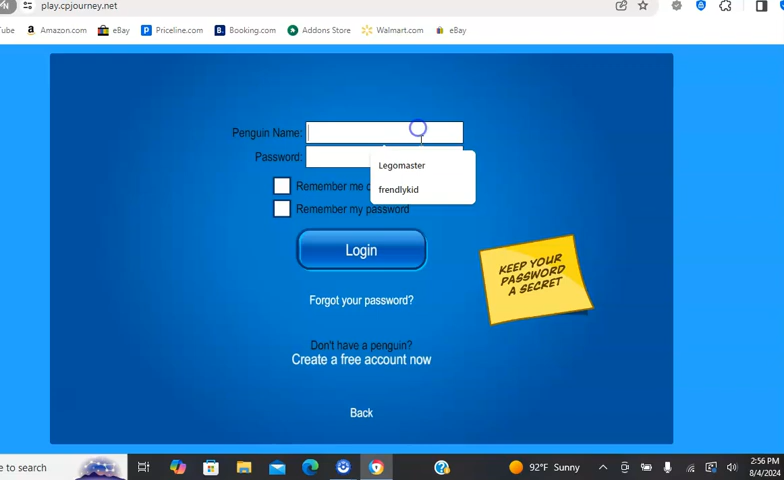 play.cpjourney.net
Tube Amazon.com eBay Priceline.com Booking.com Addons Store Walmart.com eBay
Penguin Name:
Password:
Legomaster
Remember me
frendlykid
Remember my password
Login
KEEP YOUR
PASSWORD
A SECRET
Forgot your password?
Don't have a penguin?
Create a free account now
Back
e to search
92°F Sunny
2:56 PM
8/4/2024